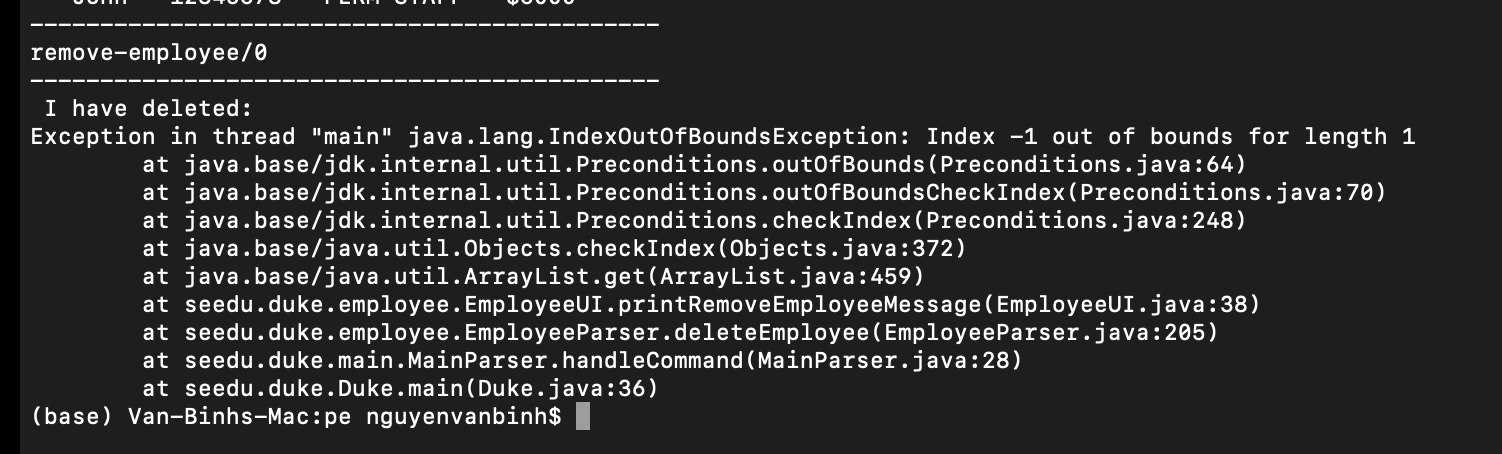 remove-employee/0
---------------------------------------------
 I have deleted:
Exception in thread "main" java.lang.IndexOutOfBoundsException: Index -1 out of bounds for length 1
        at java.base/jdk.internal.util.Preconditions.outOfBounds(Preconditions.java:64)
        at java.base/jdk.internal.util.Preconditions.outOfBoundsCheckIndex(Preconditions.java:70)
        at java.base/jdk.internal.util.Preconditions.checkIndex(Preconditions.java:248)
        at java.base/java.util.Objects.checkIndex(Objects.java:372)
        at java.base/java.util.ArrayList.get(ArrayList.java:459)
        at seedu.duke.employee.EmployeeUI.printRemoveEmployeeMessage(EmployeeUI.java:38)
        at seedu.duke.employee.EmployeeParser.deleteEmployee(EmployeeParser.java:205)
        at seedu.duke.main.MainParser.handleCommand(MainParser.java:28)
        at seedu.duke.Duke.main(Duke.java:36)
(base) Van-Binhs-Mac:pe nguyenvanbinh$